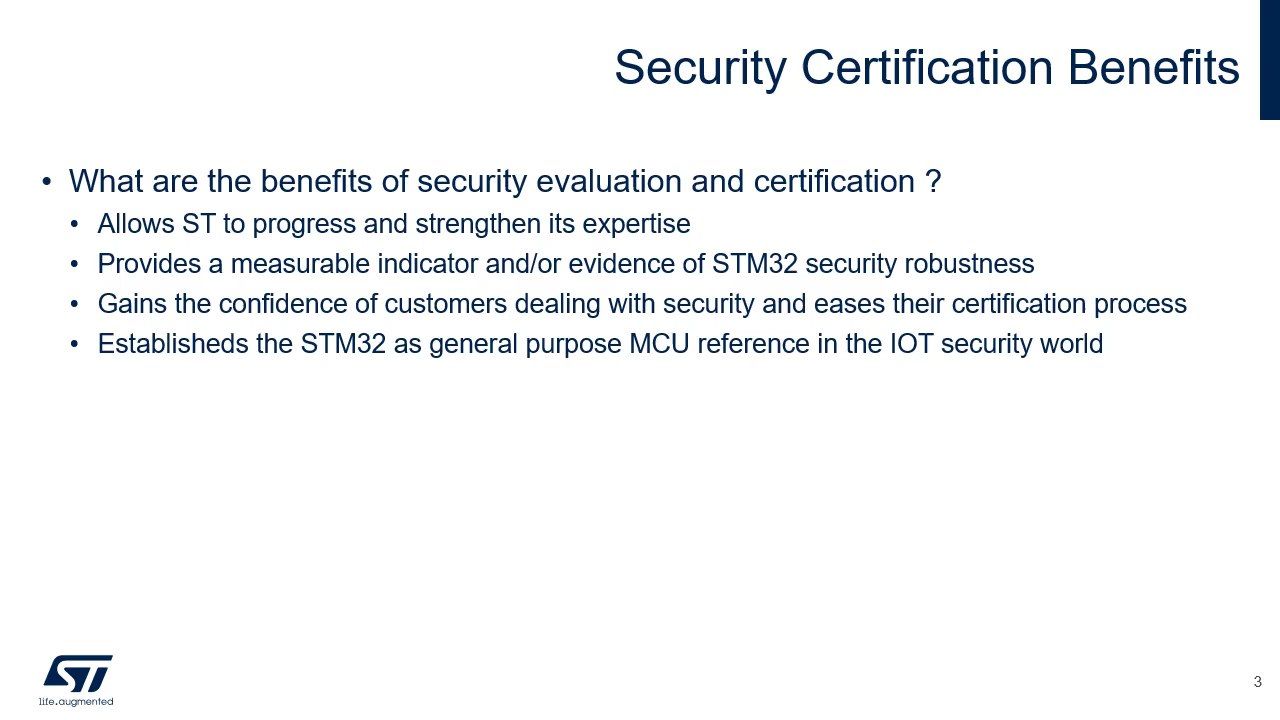 Security Certification Benefits
• What are the benefits of security evaluation and certification ?
• Allows ST to progress and strengthen its expertise
• Provides a measurable indicator and/or evidence of STM32 security robustness
• Gains the confidence of customers dealing with security and eases their certification process
• Establisheds the STM32 as general purpose MCU reference in the IOT security world
ST
life.augmented
3